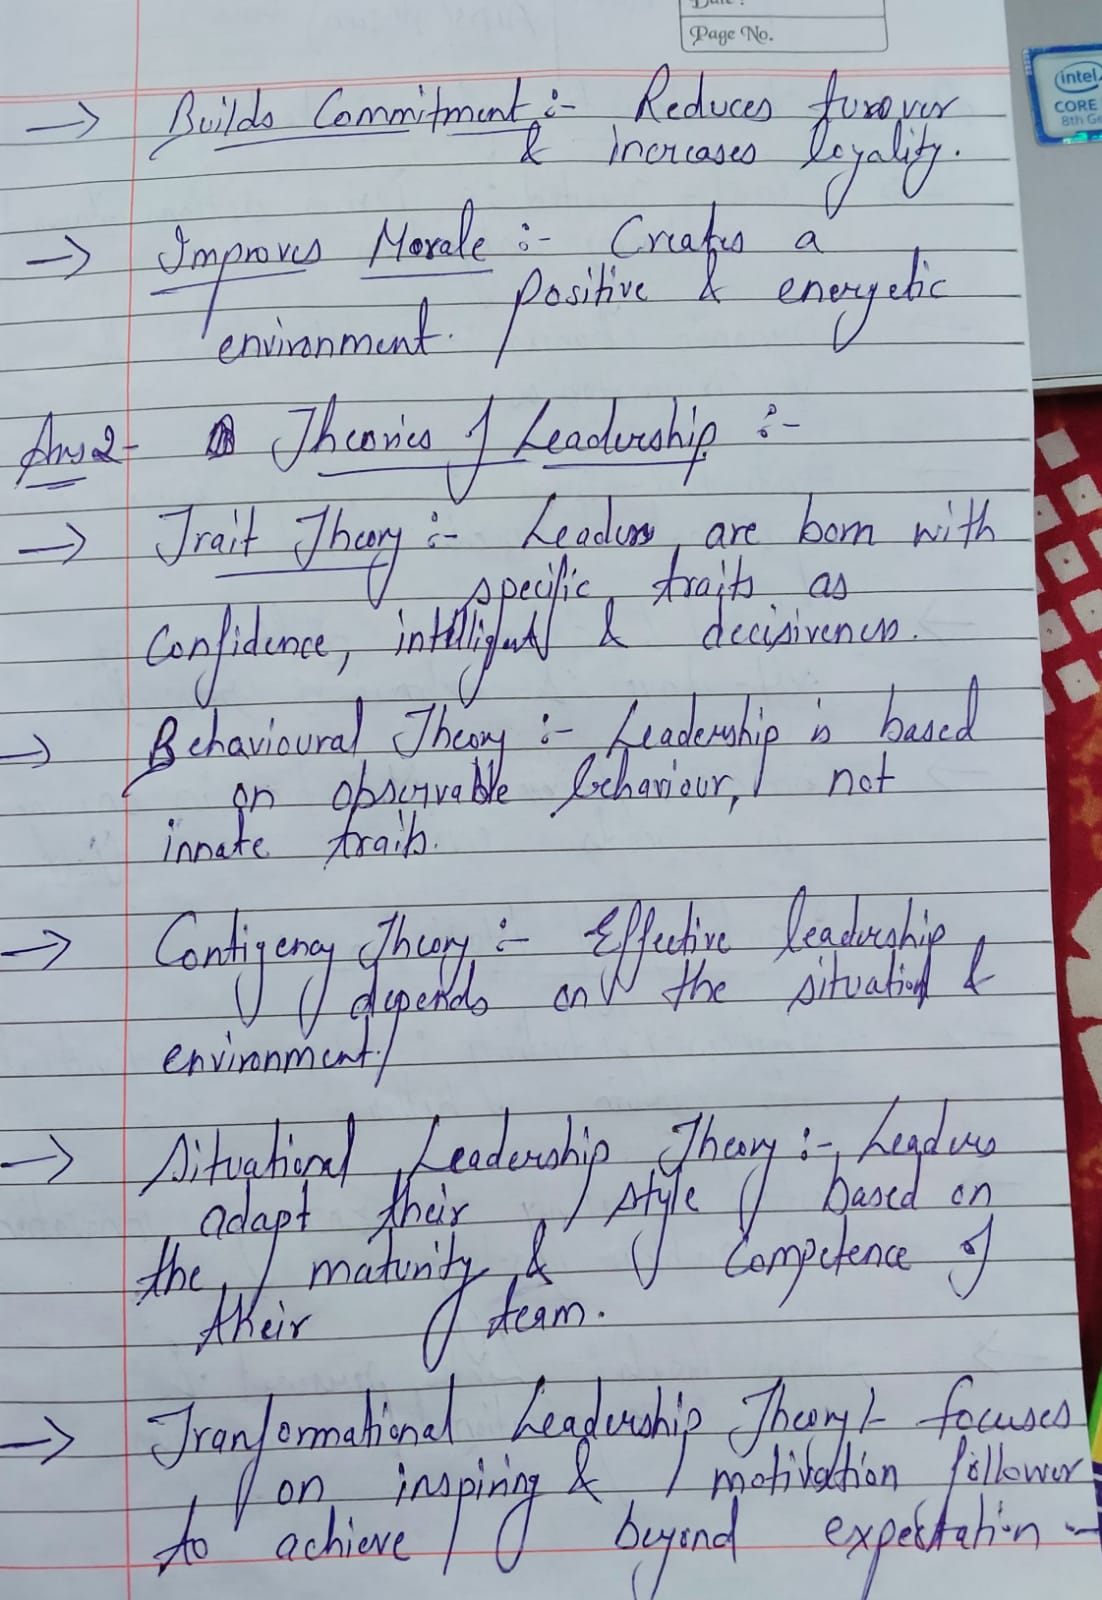 Date :
Page No.
intel
CORE
8th Ge
→ Builds Commitment :- Reduces turover
& increases loyality.
→ Improves Morale :- Creates a
positive & energetic
environment.
Ans 2- Theories of Leadership :-
→ Trait Theory :- Leaders are born with
specific traits as
Confidence, intelligent & decisiveness.
→ Behavioural Theory :- Leadership is based
on observable behaviour, not
innate traits.
→ Contigency Theory :- Effective leadership
depends on the situation &
environment.
→ Situational Leadership Theory :- Leaders
adapt their style based on
the maturity & Competence of
their team.
→ Tranformational Leadership Theory :- focuses
on inspiring & motivation follower
to achieve beyond expectation -